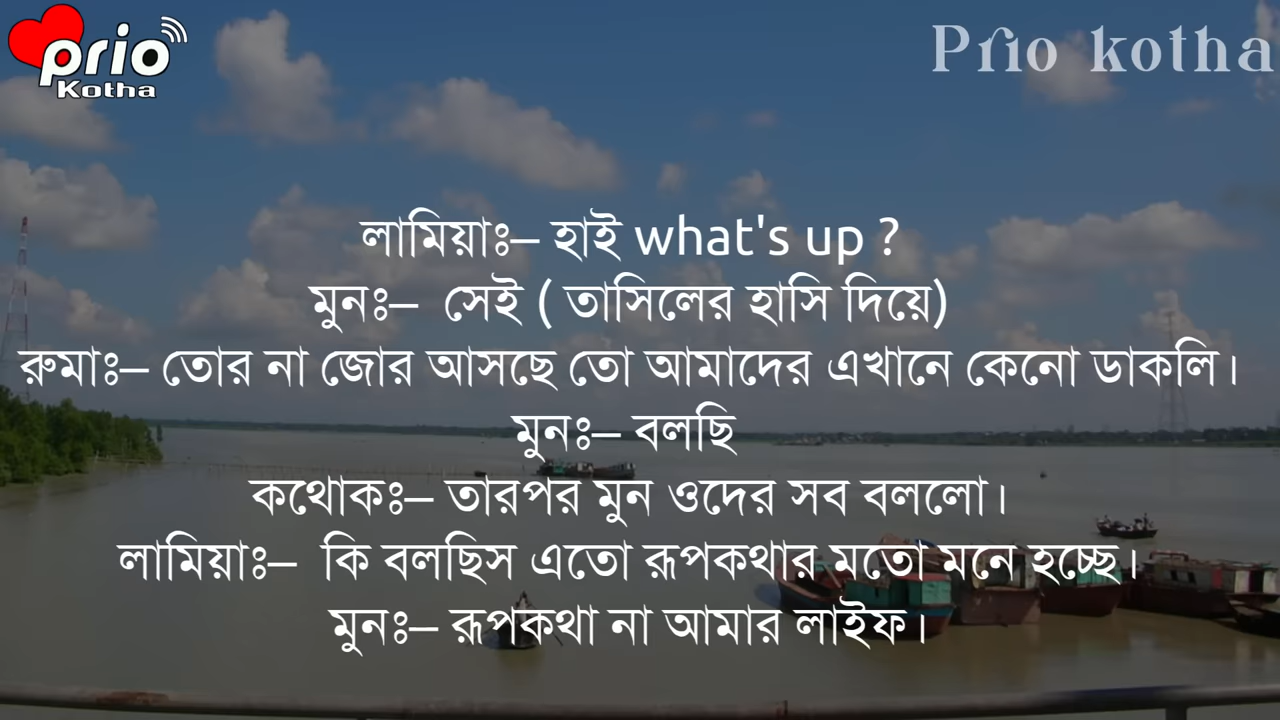 prio
Kotha
Prio kotha
লামিয়াঃ– হাই what's up ?
মুনঃ– সেই ( তাসিলের হাসি দিয়ে)
রুমাঃ– তোর না জোর আসছে তো আমাদের এখানে কেনো ডাকলি।
মুনঃ– বলছি
কথোকঃ– তারপর মুন ওদের সব বললো।
লামিয়াঃ– কি বলছিস এতো রূপকথার মতো মনে হচ্ছে।
মুনঃ– রূপকথা না আমার লাইফ।